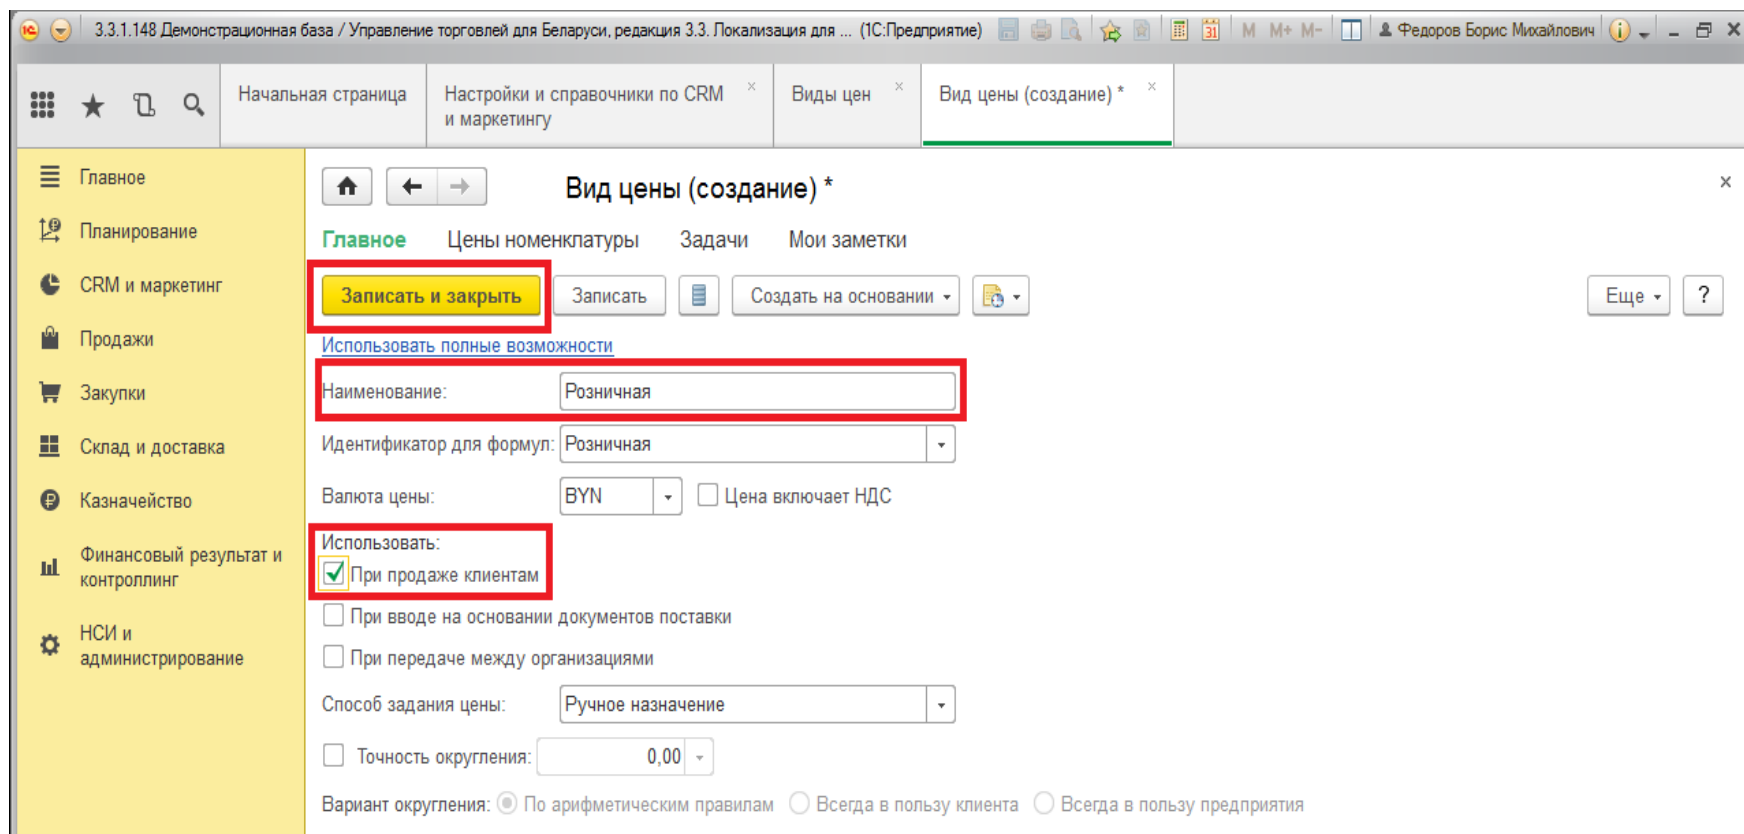 3.3.1.148 Демонстрационная база / Управление торговлей для Беларуси, редакция 3.3. Локализация для ... (1С:Предприятие) 31 M M+ M- Федоров Борис Михайлович
Начальная страница
Настройки и справочники по CRM
и маркетингу
Виды цен
Вид цены (создание) *
Главное
Планирование
CRM и маркетинг
Продажи
Закупки
Склад и доставка
Казначейство
Финансовый результат и
контроллинг
НСИ и
администрирование
Вид цены (создание) *
Главное Цены номенклатуры Задачи Мои заметки
Записать и закрыть Записать Создать на основании Еще ?
Использовать полные возможности
Наименование: Розничная
Идентификатор для формул: Розничная
Валюта цены: BYN Цена включает НДС
Использовать:
При продаже клиентам
При вводе на основании документов поставки
При передаче между организациями
Способ задания цены: Ручное назначение
Точность округления: 0,00
Вариант округления: По арифметическим правилам Всегда в пользу клиента Всегда в пользу предприятия